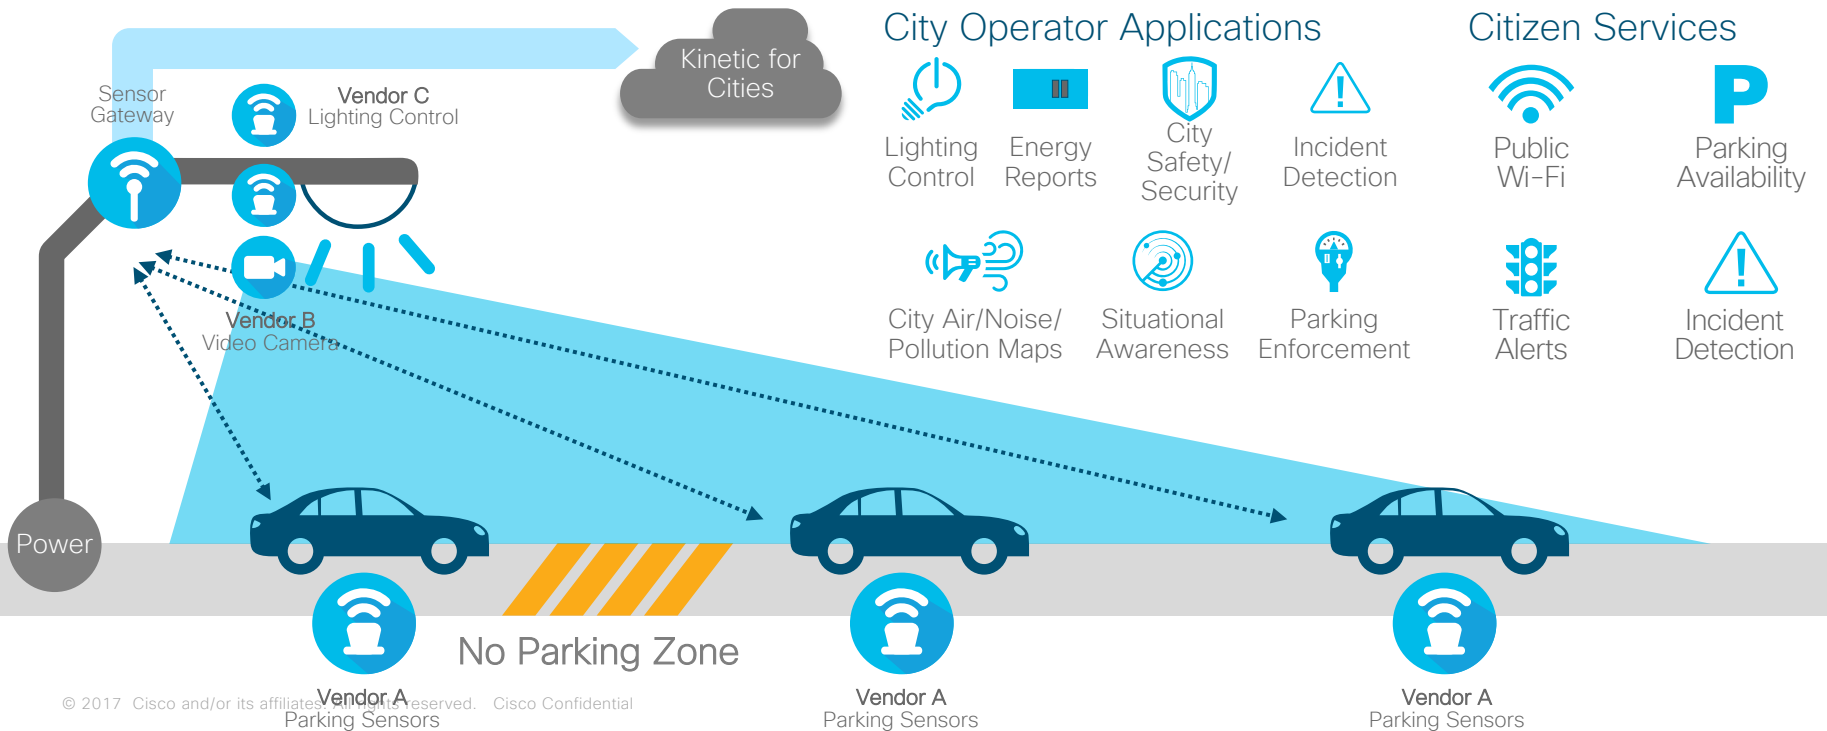 City Operator Applications
Citizen Services
Kinetic for
Cities
Sensor
Gateway
Vendor C
Lighting Control
Lighting
Control
Energy
Reports
City
Safety/
Security
Incident
Detection
Public
Wi-Fi
P
Parking
Availability
Vendor B
Video Camera
City Air/Noise/
Pollution Maps
Situational
Awareness
Parking
Enforcement
Traffic
Alerts
Incident
Detection
Power
No Parking Zone
Vendor A
Parking Sensors
Vendor A
Parking Sensors
Vendor A
Parking Sensors
© 2017 Cisco and/or its affiliates. All rights reserved. Cisco Confidential